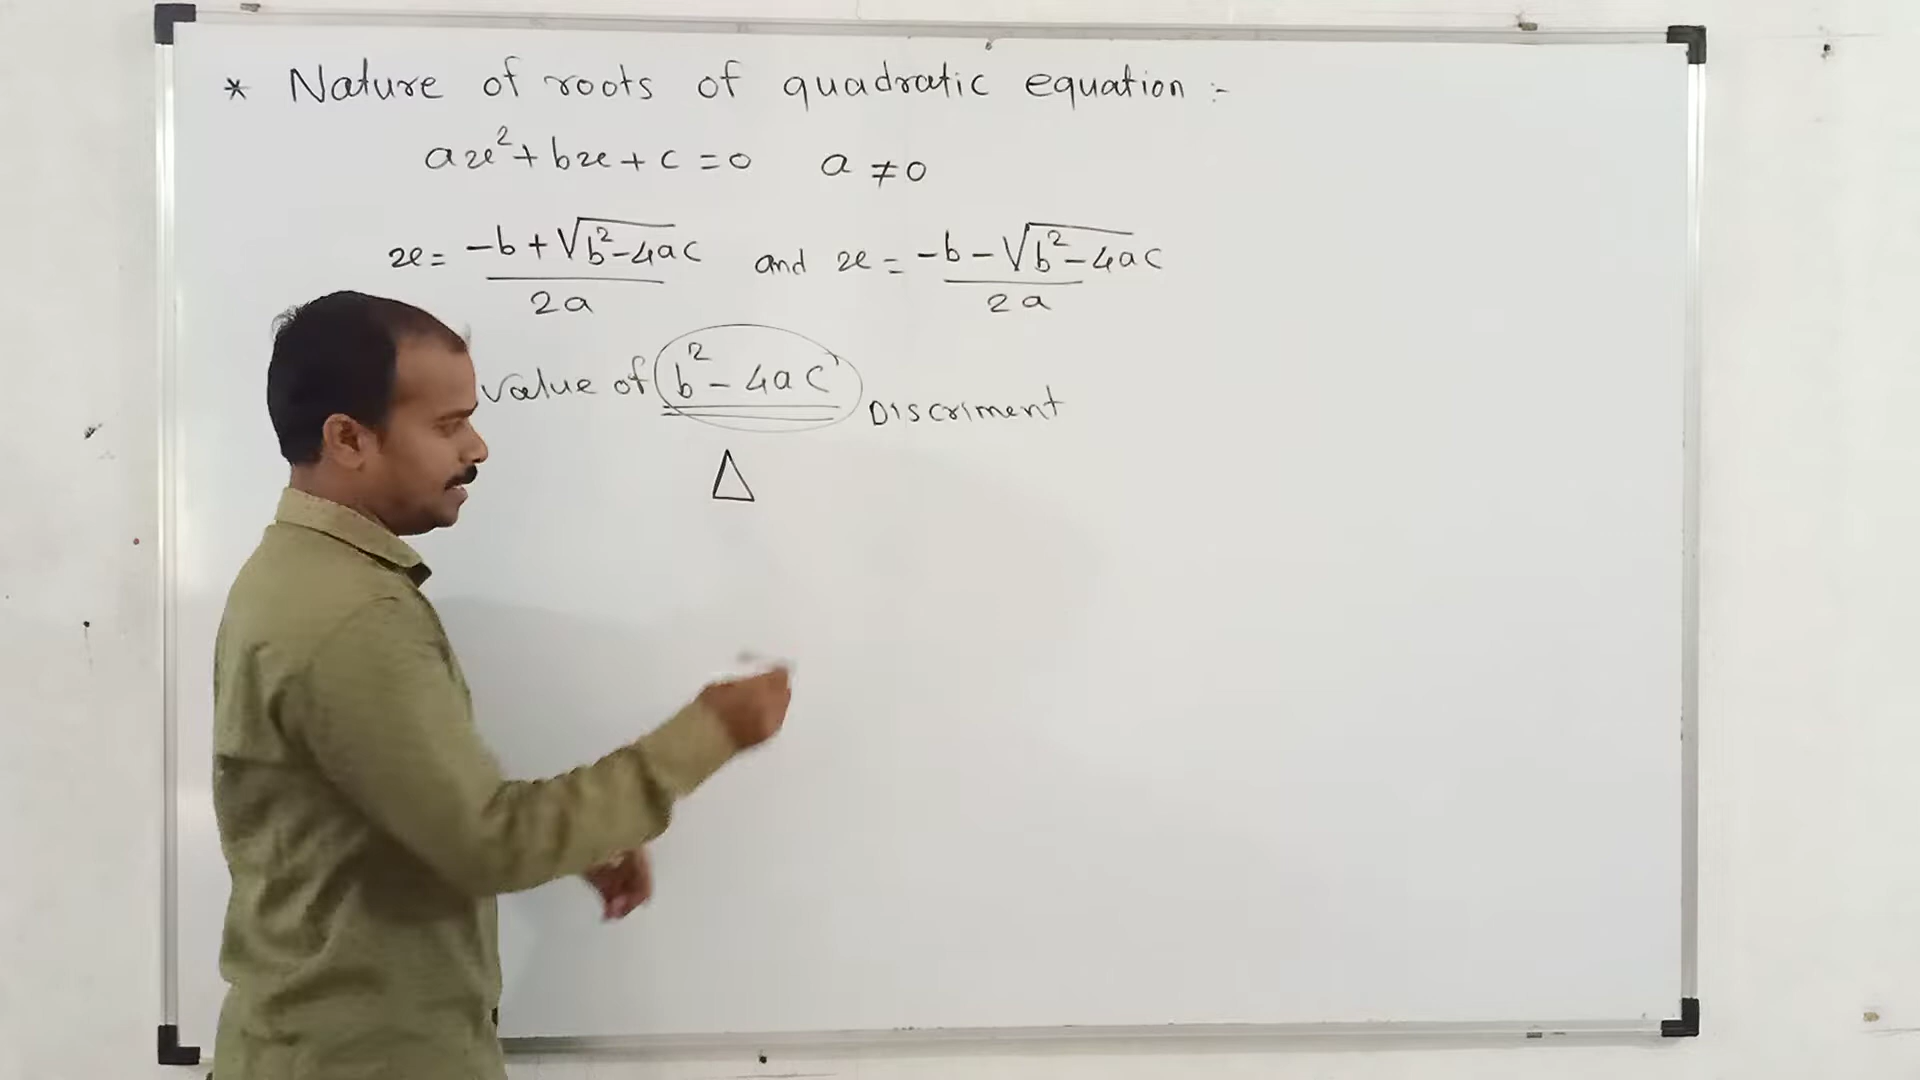 * Nature of roots of quadratic equation :-
ax²+bx+c=0 a ≠0
x= -b+√b²-4ac / 2a and x= -b-√b²-4ac / 2a
value of b²-4ac Discriment
Δ